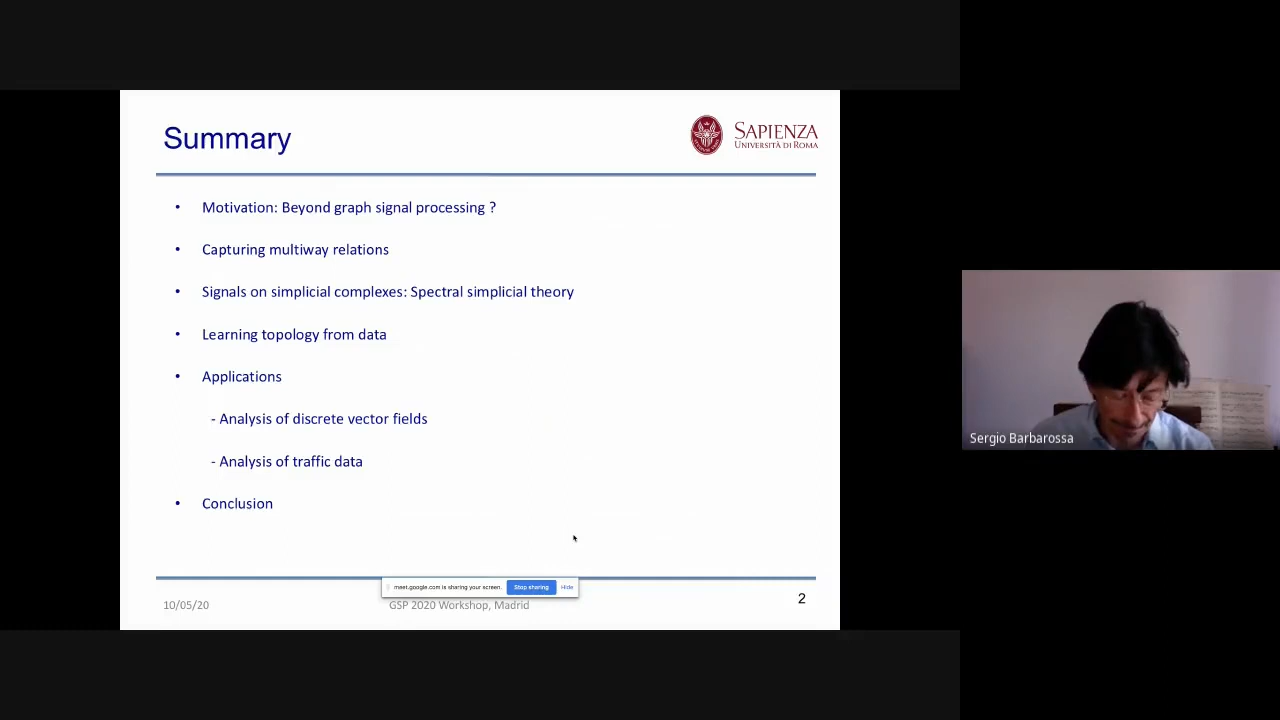 Summary
SAPIENZA
UNIVERSITÀ DI ROMA
• Motivation: Beyond graph signal processing ?
• Capturing multiway relations
• Signals on simplicial complexes: Spectral simplicial theory
• Learning topology from data
• Applications
- Analysis of discrete vector fields
- Analysis of traffic data
• Conclusion
meet.google.com is sharing your screen. Stop sharing Hide
10/05/20 GSP 2020 Workshop, Madrid 2
Sergio Barbarossa